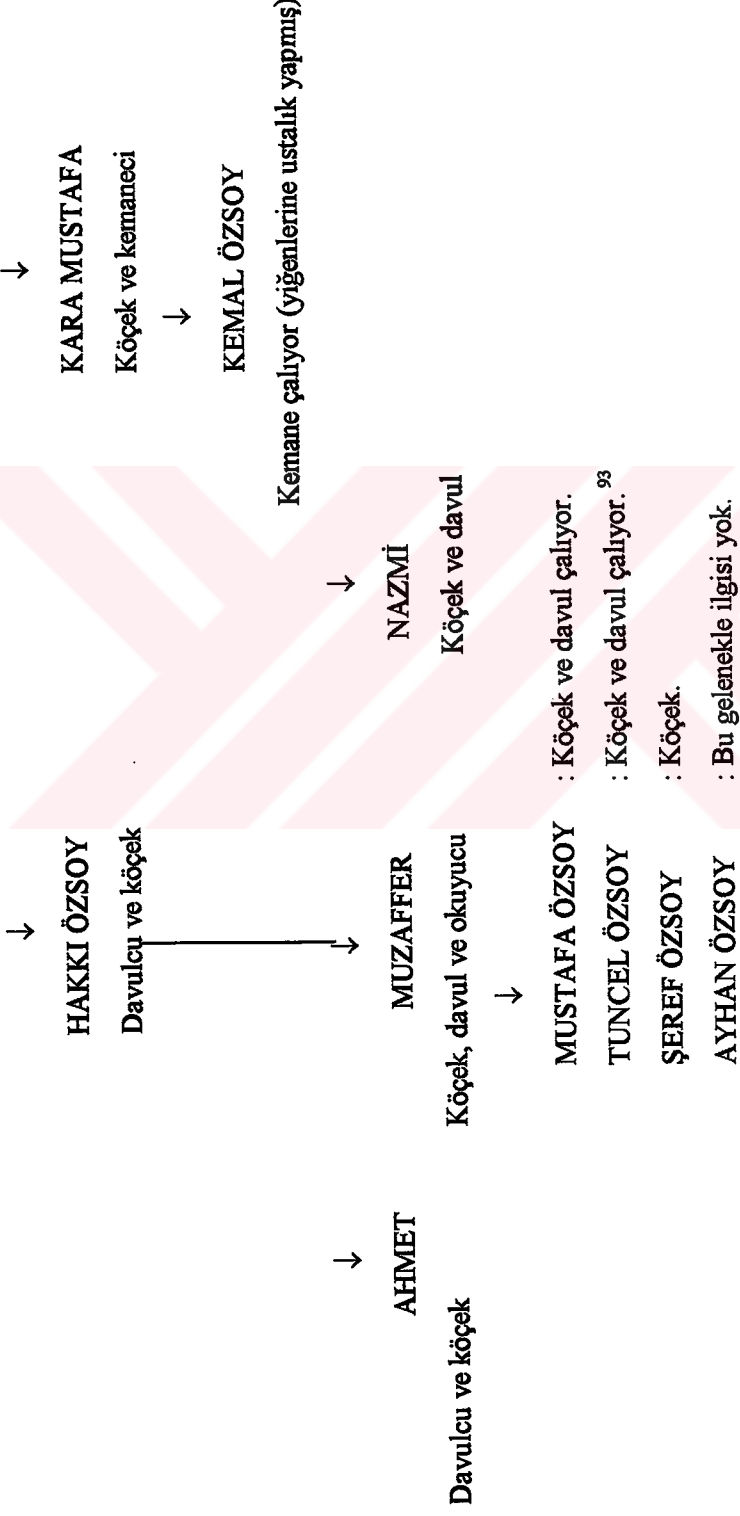 ↓ ↓
HAKKI ÖZSOY KARA MUSTAFA
Davulcu ve köçek Köçek ve kemaneci
↓
KEMAL ÖZSOY
Kemane çalıyor (yiğenlerine ustalık yapmış)
↓ ↓ ↓
AHMET MUZAFFER NAZMİ
Davulcu ve köçek Köçek, davul ve okuyucu Köçek ve davul
↓
MUSTAFA ÖZSOY : Köçek ve davul çalıyor.
TUNCEL ÖZSOY : Köçek ve davul çalıyor. 93
ŞEREF ÖZSOY : Köçek.
AYHAN ÖZSOY : Bu gelenekle ilgisi yok.